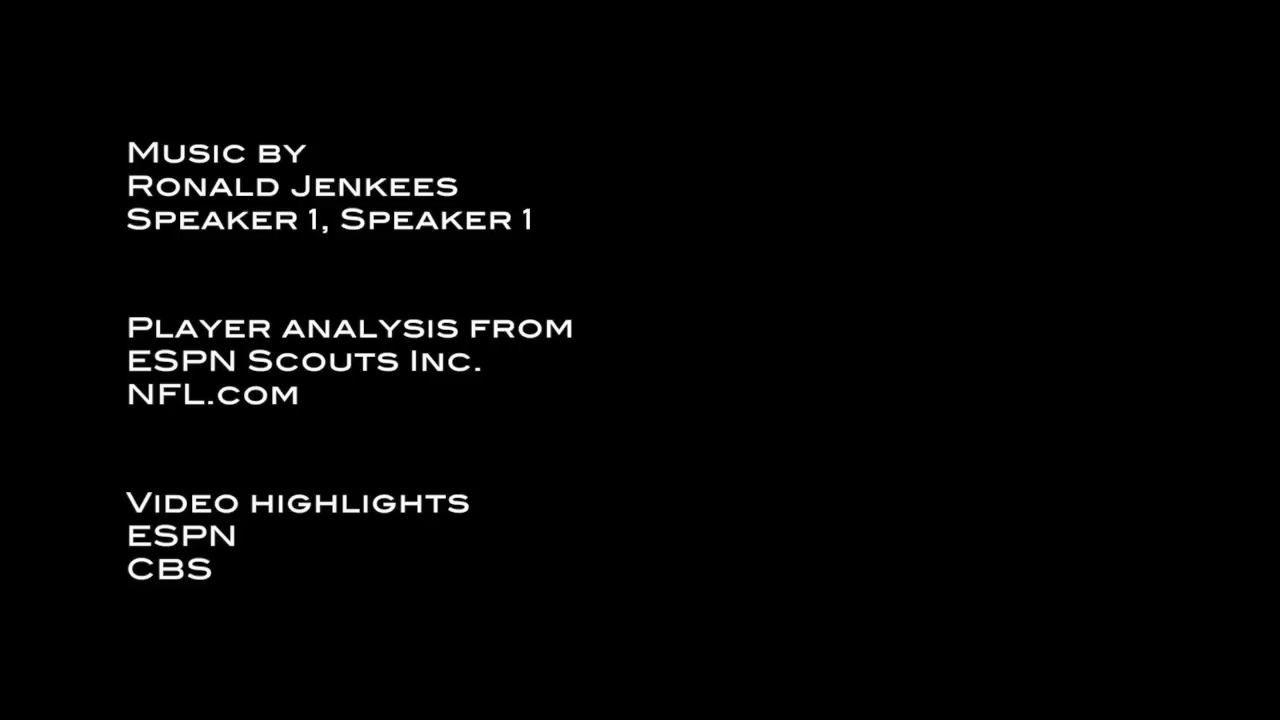 Music by
Ronald Jenkees
Speaker 1, Speaker 1
Player analysis from
ESPN Scouts Inc.
NFL.com
Video highlights
ESPN
CBS